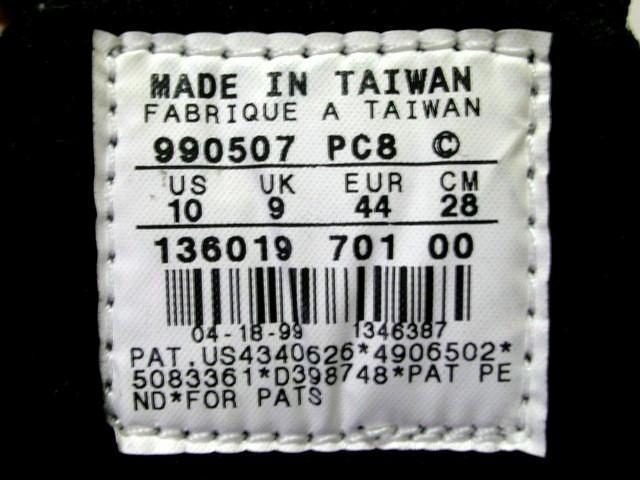 MADE IN TAIWAN
FABRIQUE A TAIWAN
990507 PC8 ©
US UK EUR CM
10 9 44 28
136019 701 00
04-18-99 1346387
PAT.US4340626*4906502*
5083361*D398748*PAT PE
ND*FOR PATS